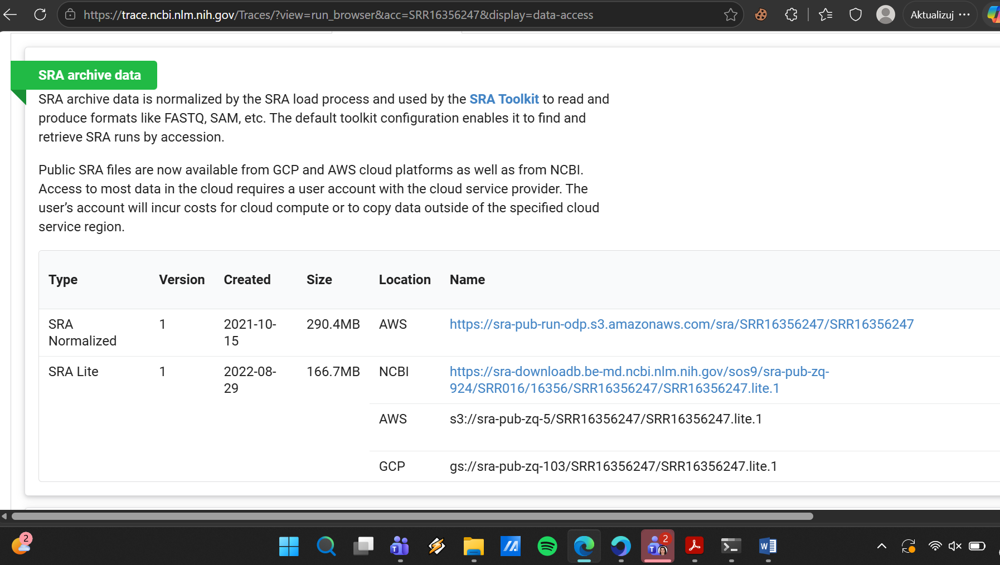 https://trace.ncbi.nlm.nih.gov/Traces/?view=run_browser&acc=SRR16356247&display=data-access
Aktualizuj
SRA archive data
SRA archive data is normalized by the SRA load process and used by the SRA Toolkit to read and
produce formats like FASTQ, SAM, etc. The default toolkit configuration enables it to find and
retrieve SRA runs by accession.
Public SRA files are now available from GCP and AWS cloud platforms as well as from NCBI.
Access to most data in the cloud requires a user account with the cloud service provider. The
user’s account will incur costs for cloud compute or to copy data outside of the specified cloud
service region.
Type Version Created Size Location Name
SRA 1 2021-10- 290.4MB AWS https://sra-pub-run-odp.s3.amazonaws.com/sra/SRR16356247/SRR16356247
Normalized 15
SRA Lite 1 2022-08- 166.7MB NCBI https://sra-downloadb.be-md.ncbi.nlm.nih.gov/sos9/sra-pub-zq-
29 924/SRR016/16356/SRR16356247/SRR16356247.lite.1
AWS s3://sra-pub-zq-5/SRR16356247/SRR16356247.lite.1
GCP gs://sra-pub-zq-103/SRR16356247/SRR16356247.lite.1
2
T
T
2
W